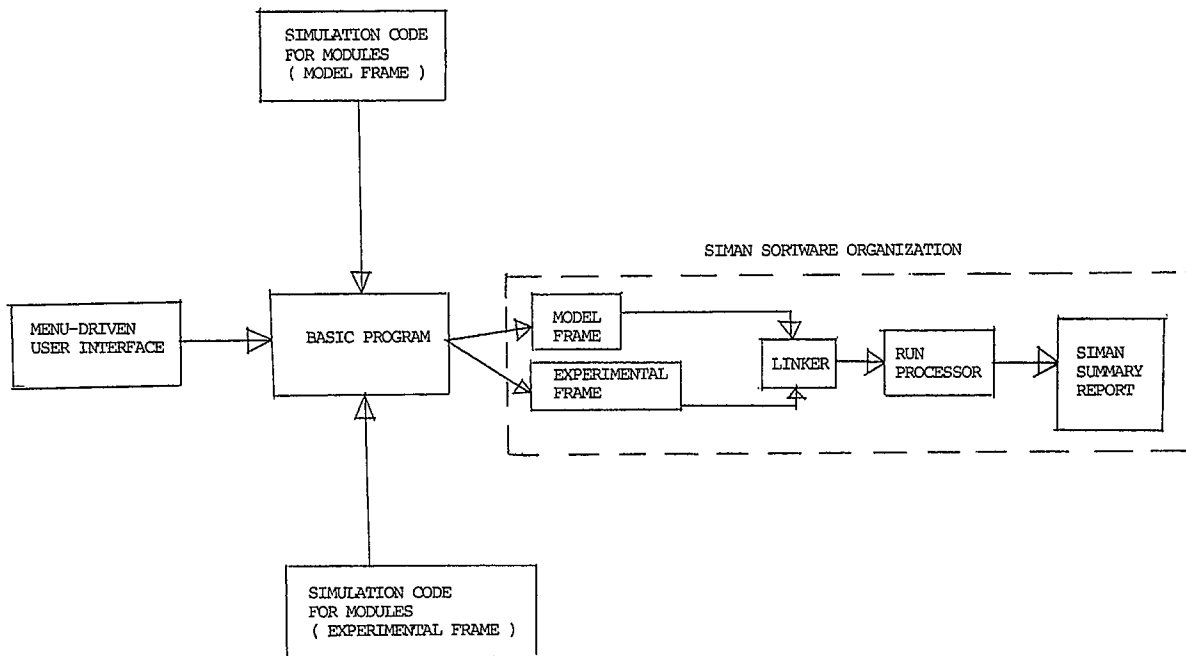 SIMULATION CODE
FOR MODULES
( MODEL FRAME )
SIMAN SORTWARE ORGANIZATION
MENU-DRIVEN
USER INTERFACE
BASIC PROGRAM
MODEL
FRAME
EXPERIMENTAL
FRAME
LINKER
RUN
PROCESSOR
SIMAN
SUMMARY
REPORT
SIMULATION CODE
FOR MODULES
( EXPERIMENTAL FRAME )